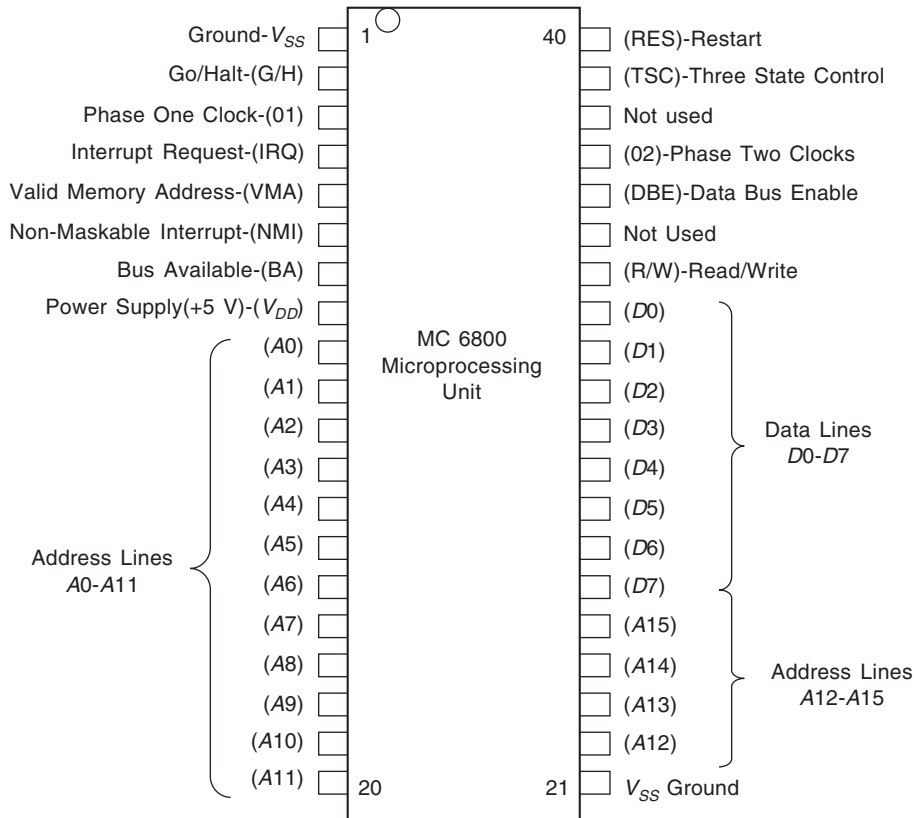 Ground-VSS 1 40 (RES)-Restart
Go/Halt-(G/H) (TSC)-Three State Control
Phase One Clock-(01) Not used
Interrupt Request-(IRQ) (02)-Phase Two Clocks
Valid Memory Address-(VMA) (DBE)-Data Bus Enable
Non-Maskable Interrupt-(NMI) Not Used
Bus Available-(BA) (R/W)-Read/Write
Power Supply(+5 V)-(VDD) (D0)
(A0) (D1)
(A1) (D2)
(A2) (D3)
(A3) (D4)
(A4) (D5)
(A5) (D6)
(A6) (D7)
(A7) (A15)
(A8) (A14)
(A9) (A13)
(A10) (A12)
(A11) 20 21 VSS Ground
MC 6800
Microprocessing
Unit
Address Lines
A0-A11
Data Lines
D0-D7
Address Lines
A12-A15